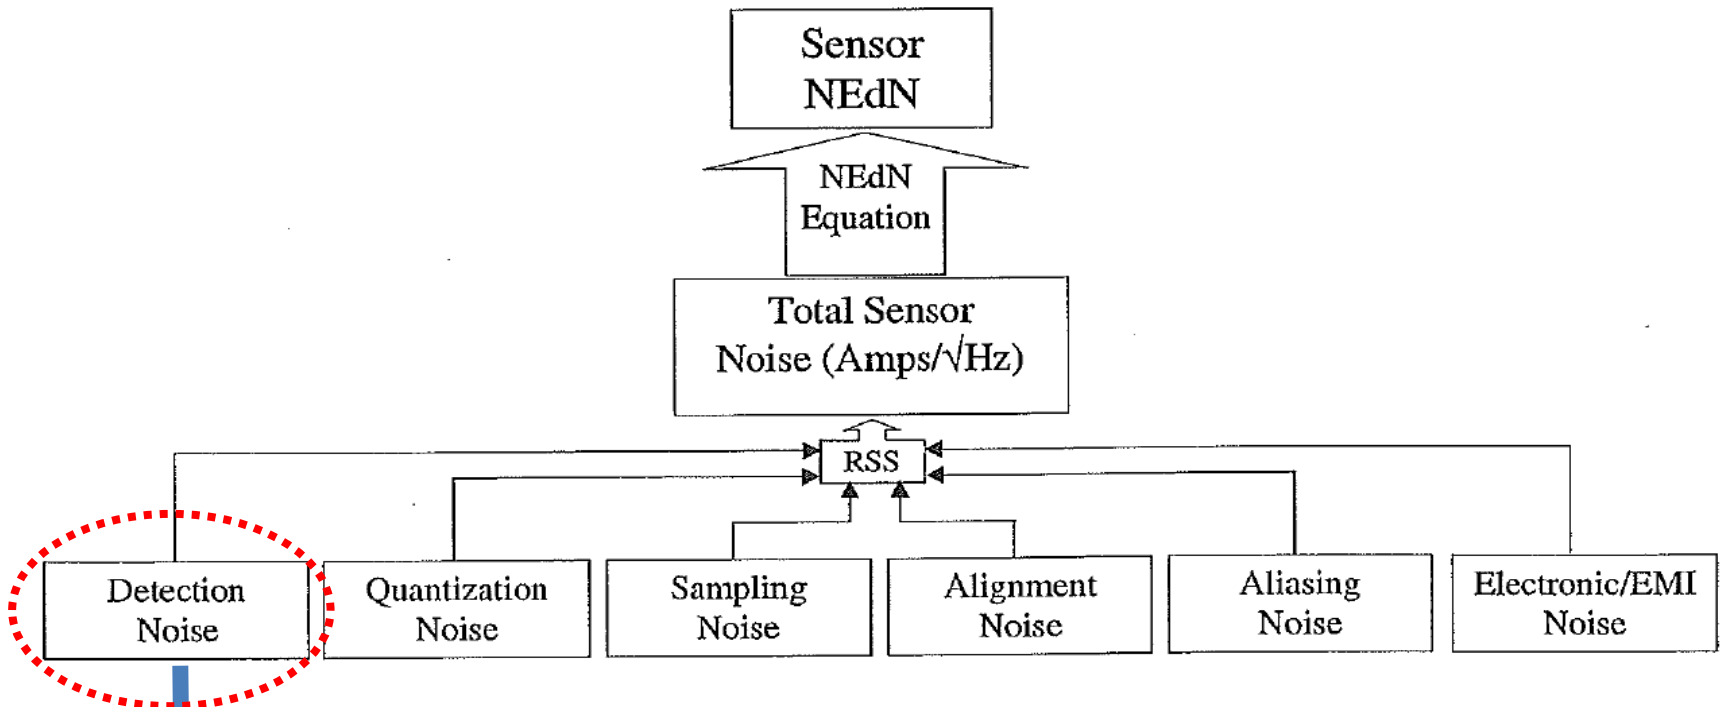 Sensor
NEdN
NEdN
Equation
Total Sensor
Noise (Amps/√Hz)
RSS
Detection
Noise
Quantization
Noise
Sampling
Noise
Alignment
Noise
Aliasing
Noise
Electronic/EMI
Noise